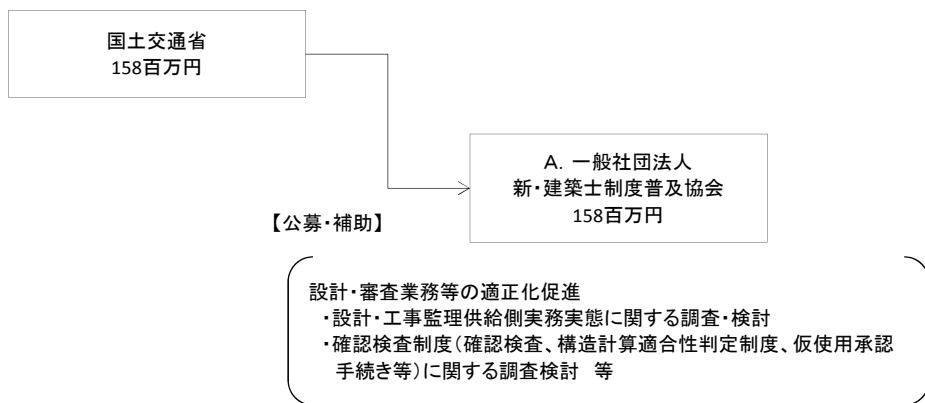 国土交通省
158百万円
A. 一般社団法人
新・建築士制度普及協会
158百万円
【公募・補助】
設計・審査業務等の適正化促進
・設計・工事監理供給側実務実態に関する調査・検討
・確認検査制度（確認検査、構造計算適合性判定制度、仮使用承認
手続き等）に関する調査検討　等